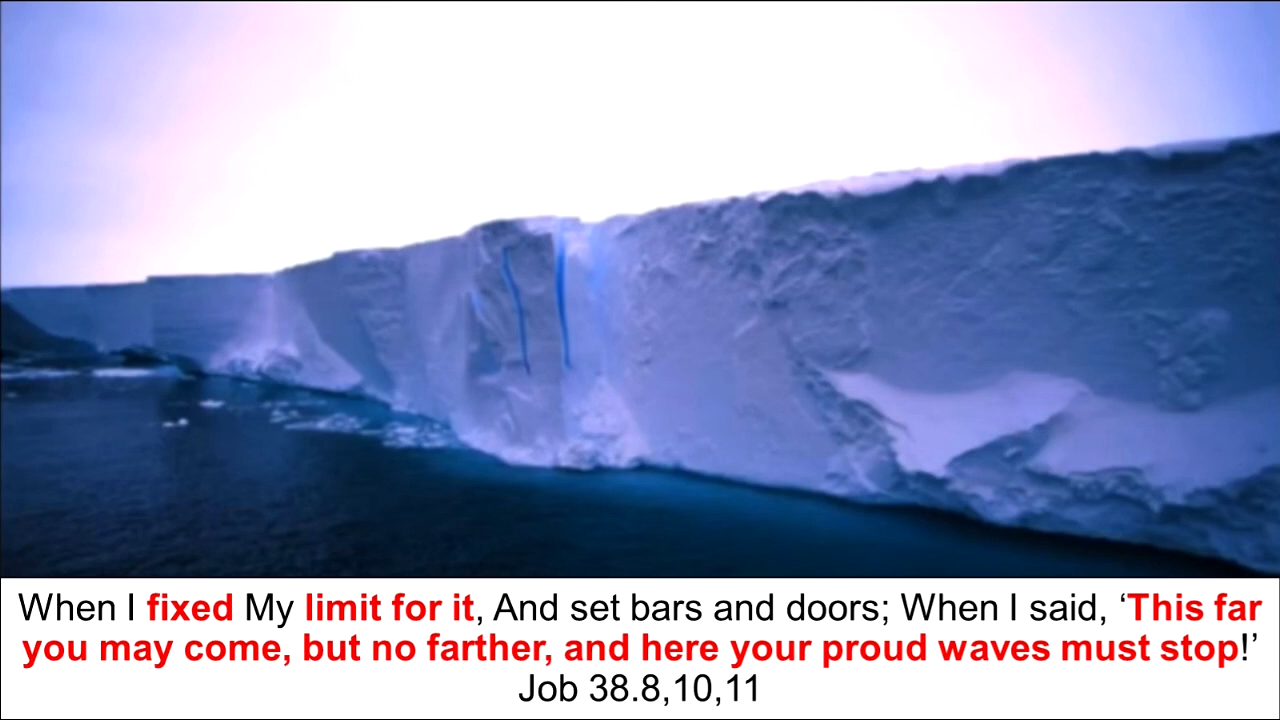 When I fixed My limit for it, And set bars and doors; When I said, ‘This far
you may come, but no farther, and here your proud waves must stop!’
Job 38.8,10,11